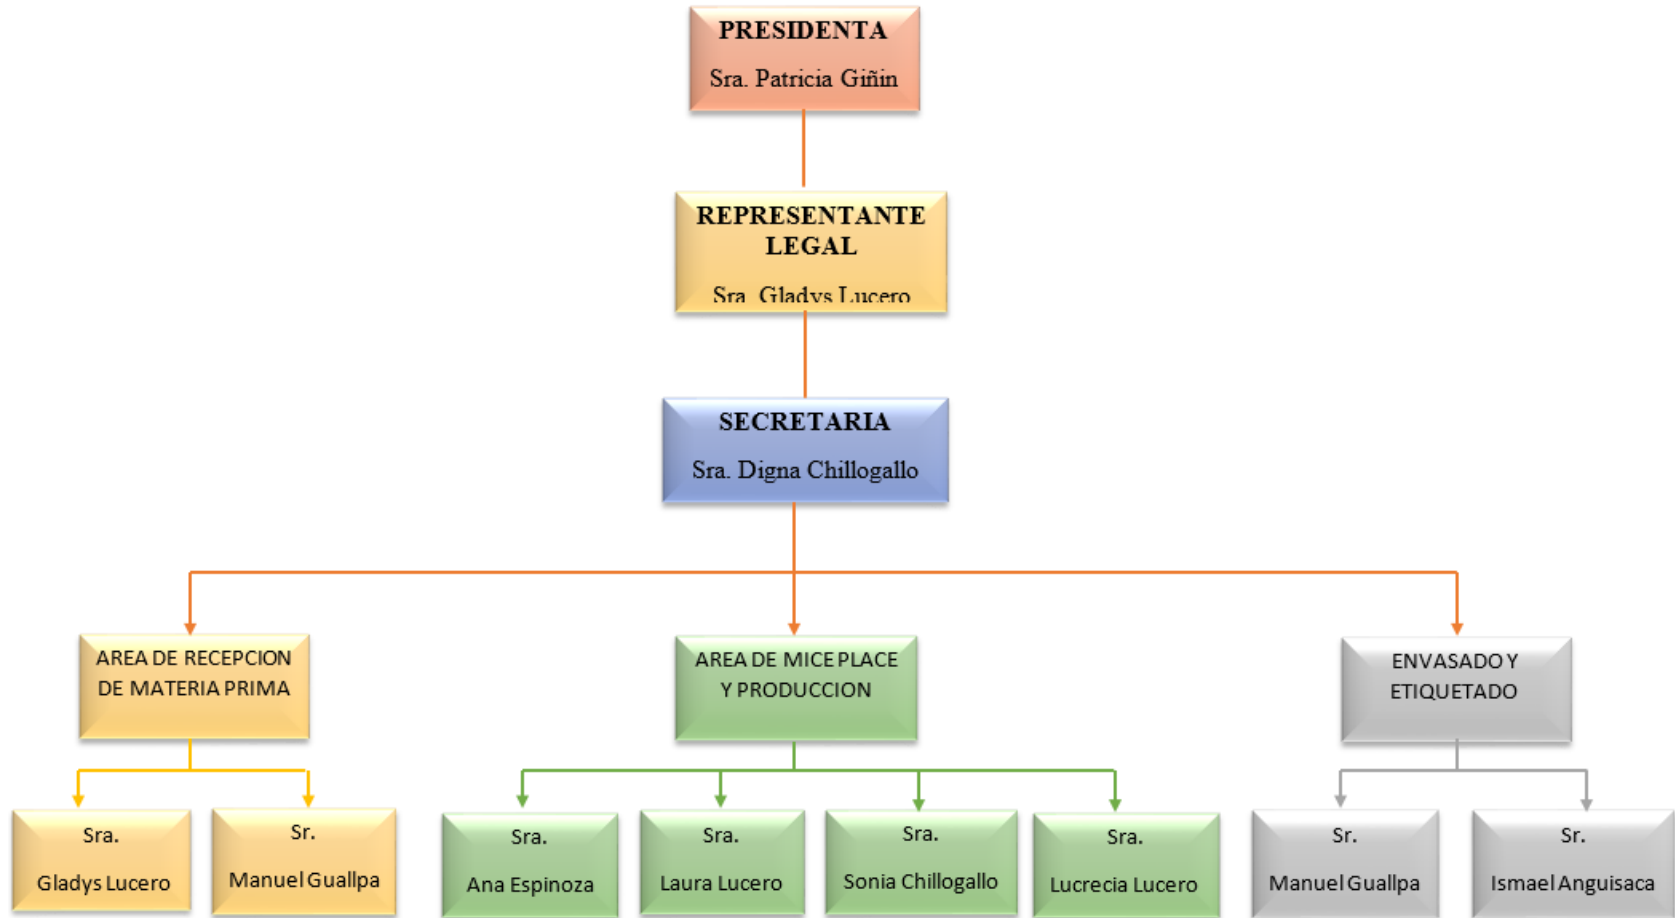 PRESIDENTA
Sra. Patricia Giñin
REPRESENTANTE
LEGAL
Sra. Gladys Lucero
SECRETARIA
Sra. Digna Chillogallo
AREA DE RECEPCION
DE MATERIA PRIMA
AREA DE MICE PLACE
Y PRODUCCION
ENVASADO Y
ETIQUETADO
Sra.
Gladys Lucero
Sr.
Manuel Guallpa
Sra.
Ana Espinoza
Sra.
Laura Lucero
Sra.
Sonia Chillogallo
Sra.
Lucrecia Lucero
Sr.
Manuel Guallpa
Sr.
Ismael Anguisaca